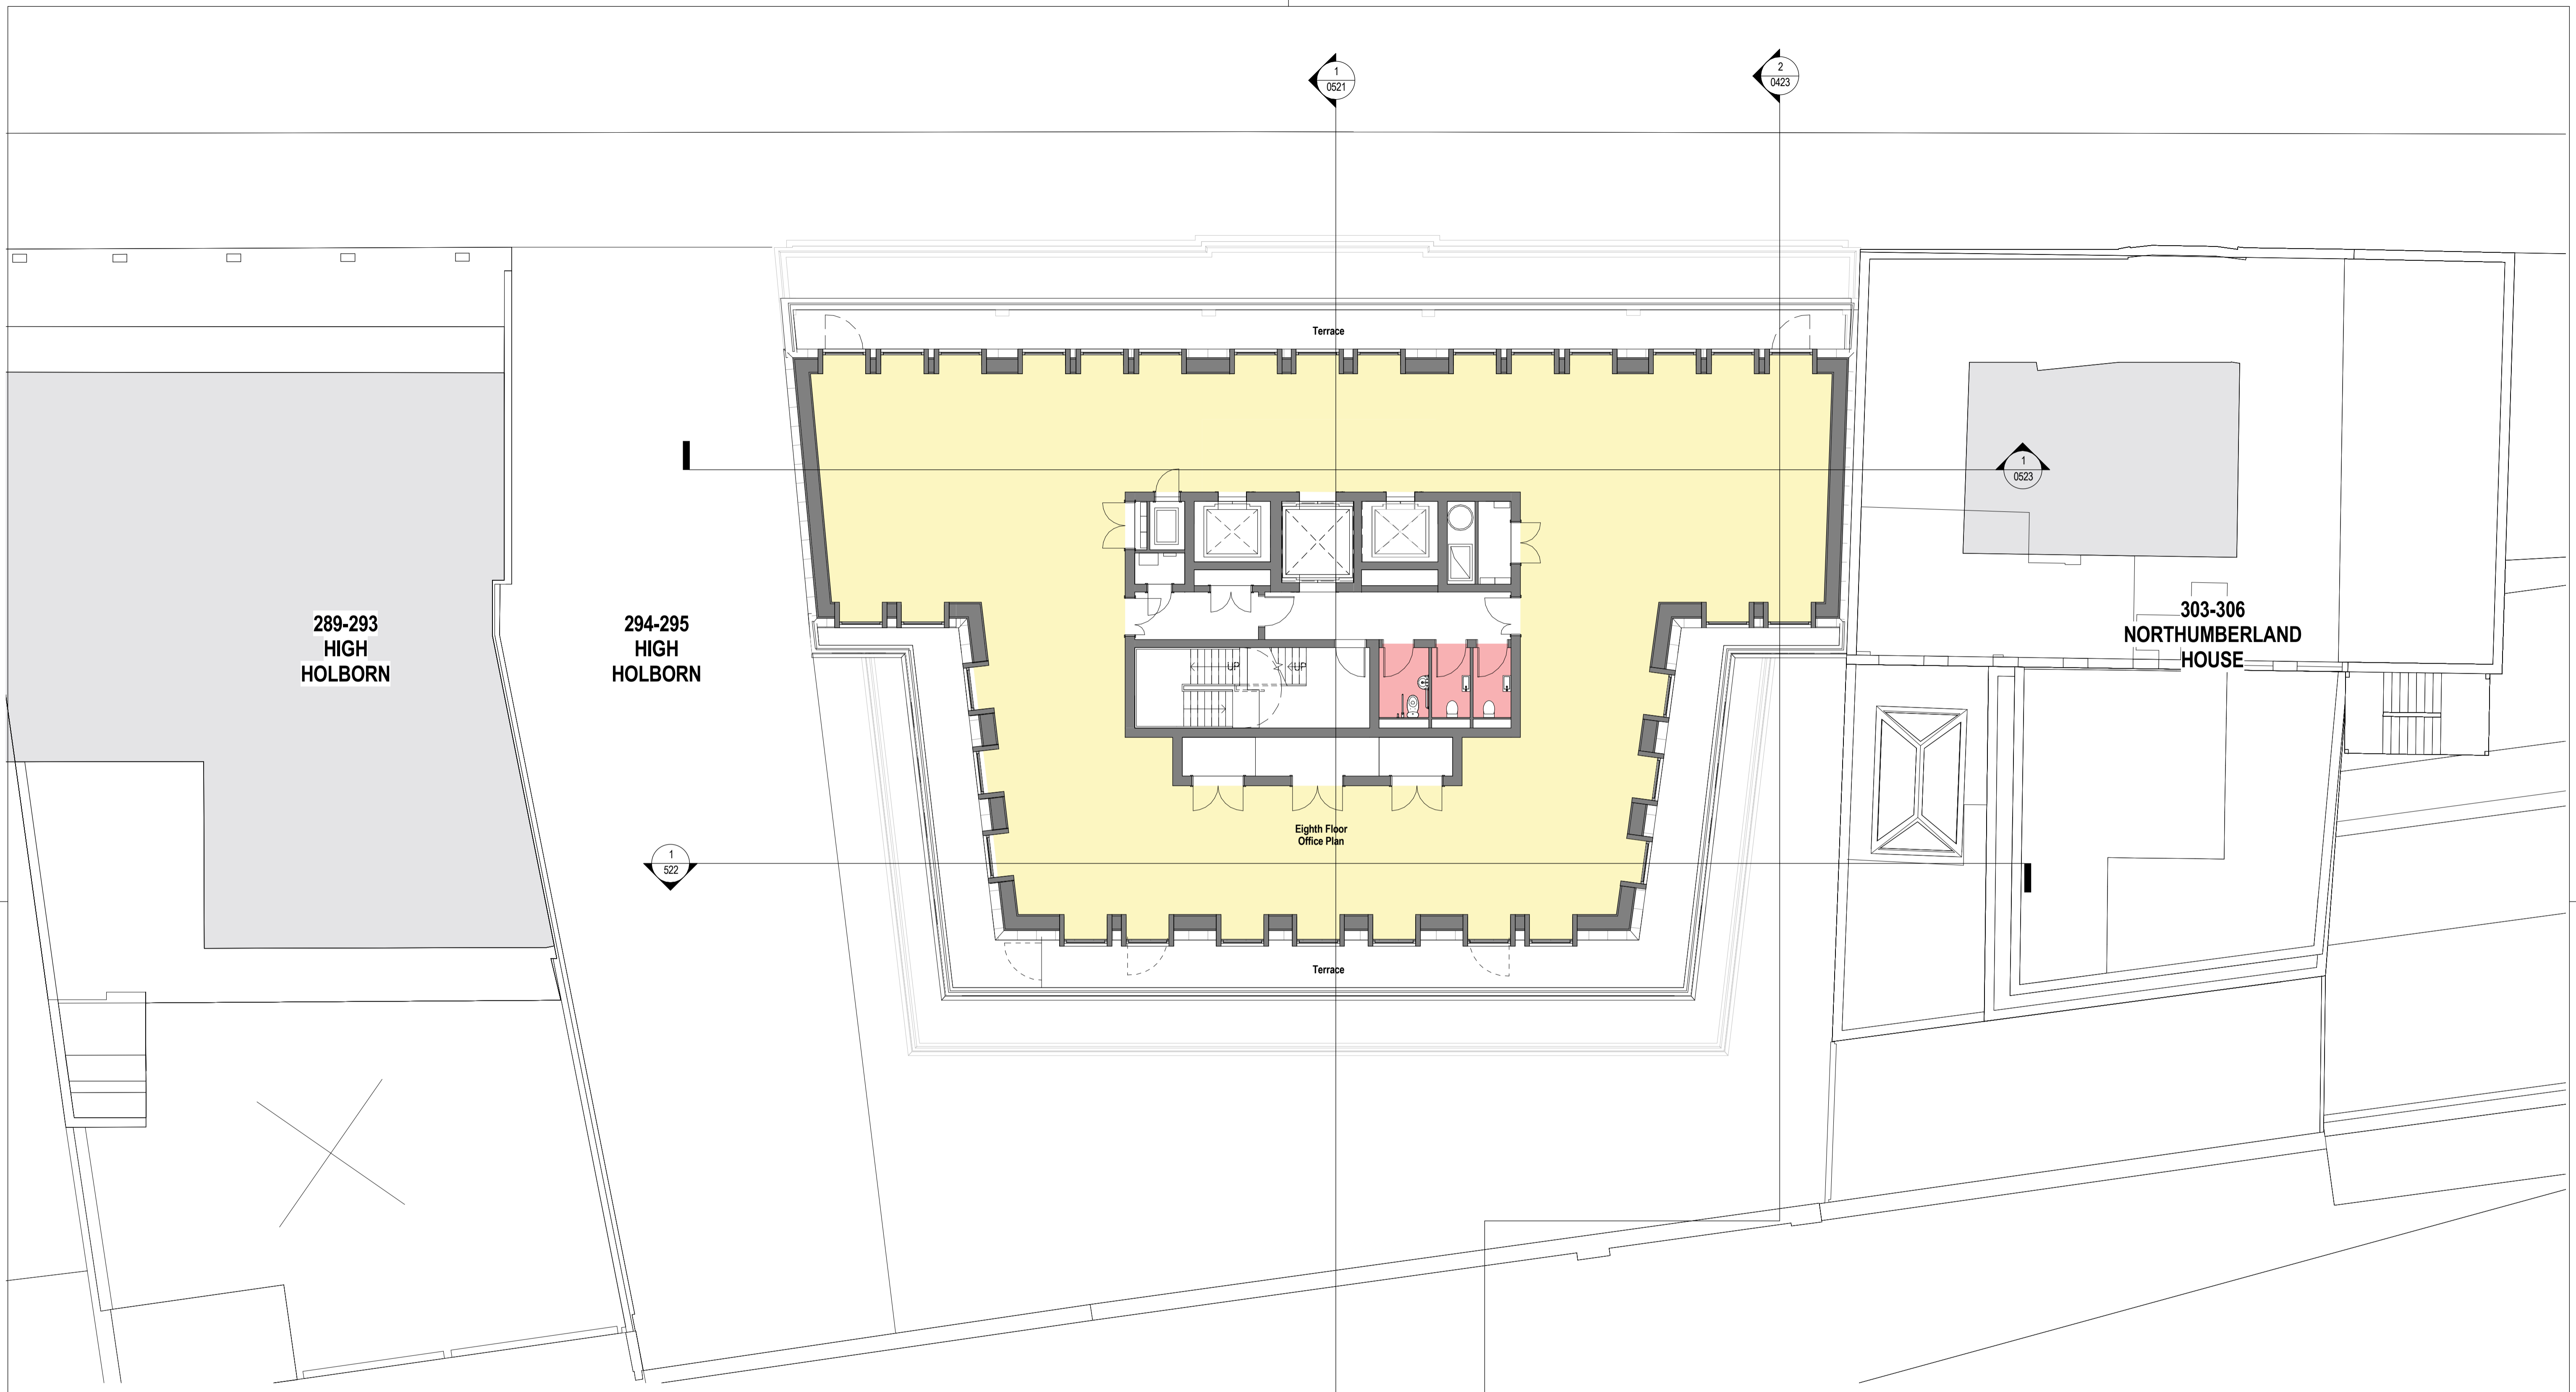 1
0521
2
0423
Terrace
1
0523
289-293
HIGH
HOLBORN
294-295
HIGH
HOLBORN
303-306
NORTHUMBERLAND
HOUSE
UP
UP
Eighth Floor
Office Plan
1
522
Terrace